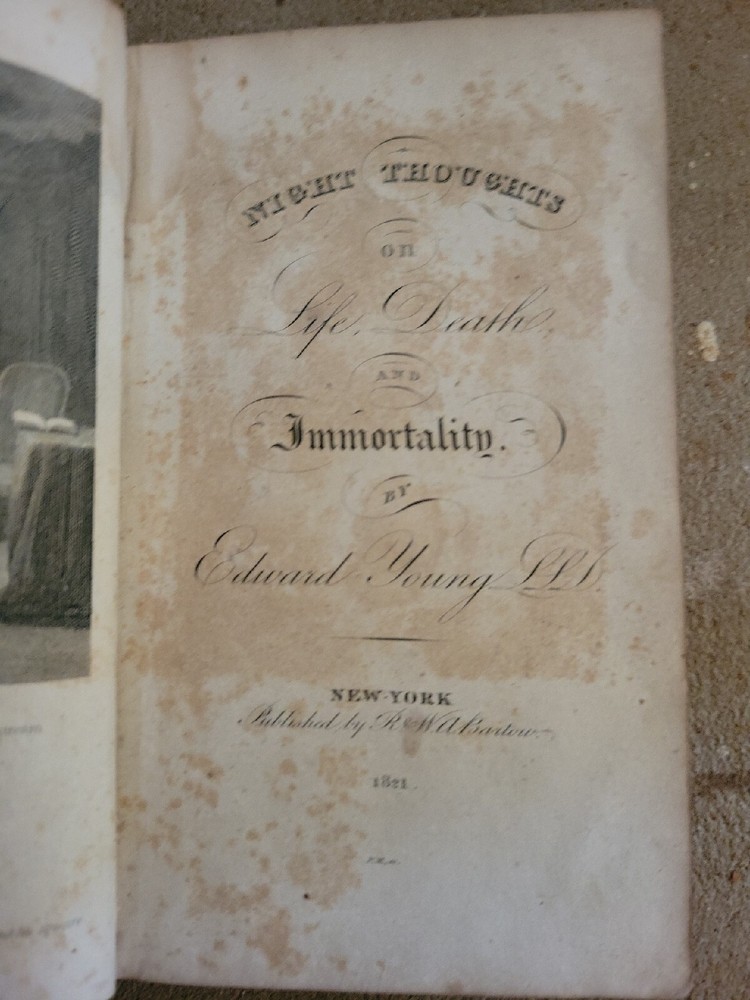 NIGHT THOUGHTS
ON
Life, Death,
AND
Immortality.
BY
Edward Young LLD.
NEW-YORK
Published by R & W A Bartow.
1821.